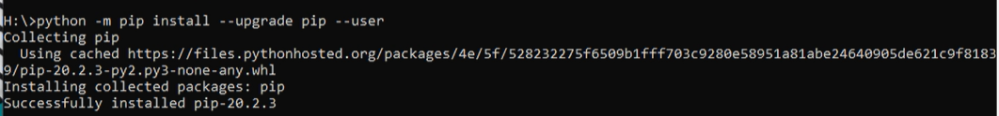 H:\>python -m pip install --upgrade pip --user
Collecting pip
  Using cached https://files.pythonhosted.org/packages/4e/5f/528232275f6509b1fff703c9280e58951a81abe24640905de621c9f8183
9/pip-20.2.3-py2.py3-none-any.whl
Installing collected packages: pip
Successfully installed pip-20.2.3